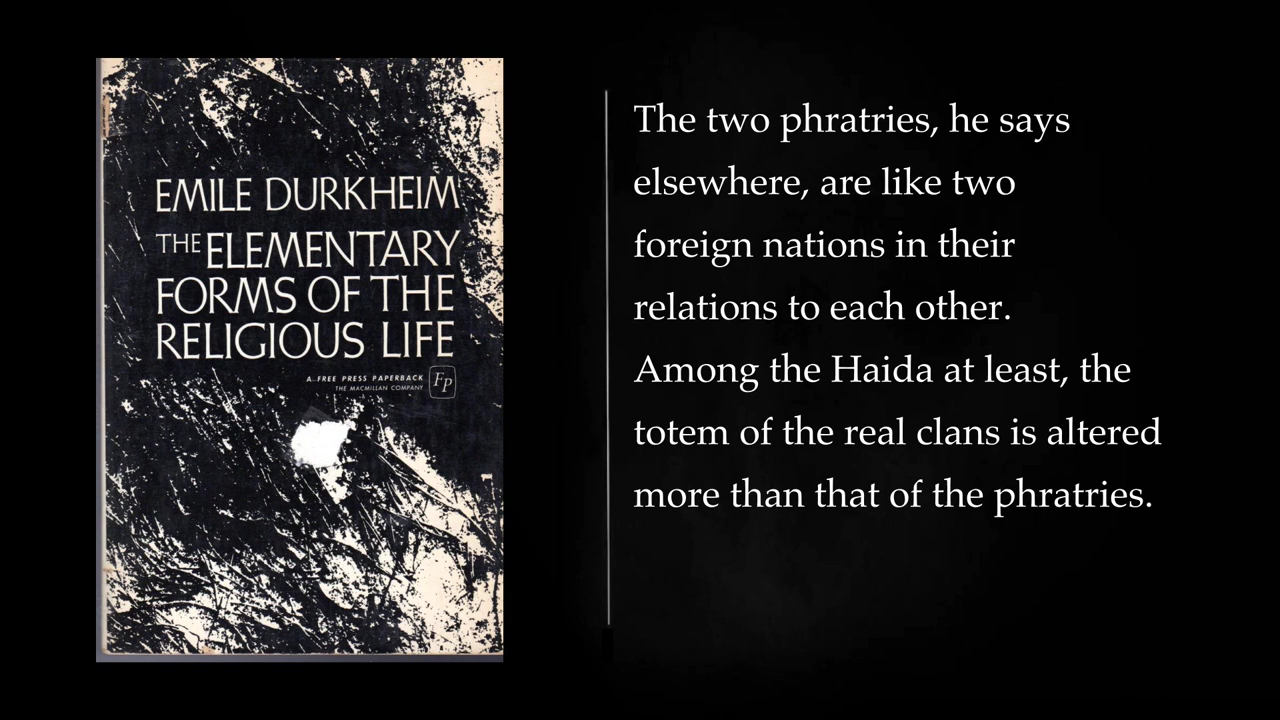 EMILE DURKHEIM
THE ELEMENTARY
FORMS OF THE
RELIGIOUS LIFE
A FREE PRESS PAPERBACK
THE MACMILLAN COMPANY
Fp
The two phratries, he says
elsewhere, are like two
foreign nations in their
relations to each other.
Among the Haida at least, the
totem of the real clans is altered
more than that of the phratries.